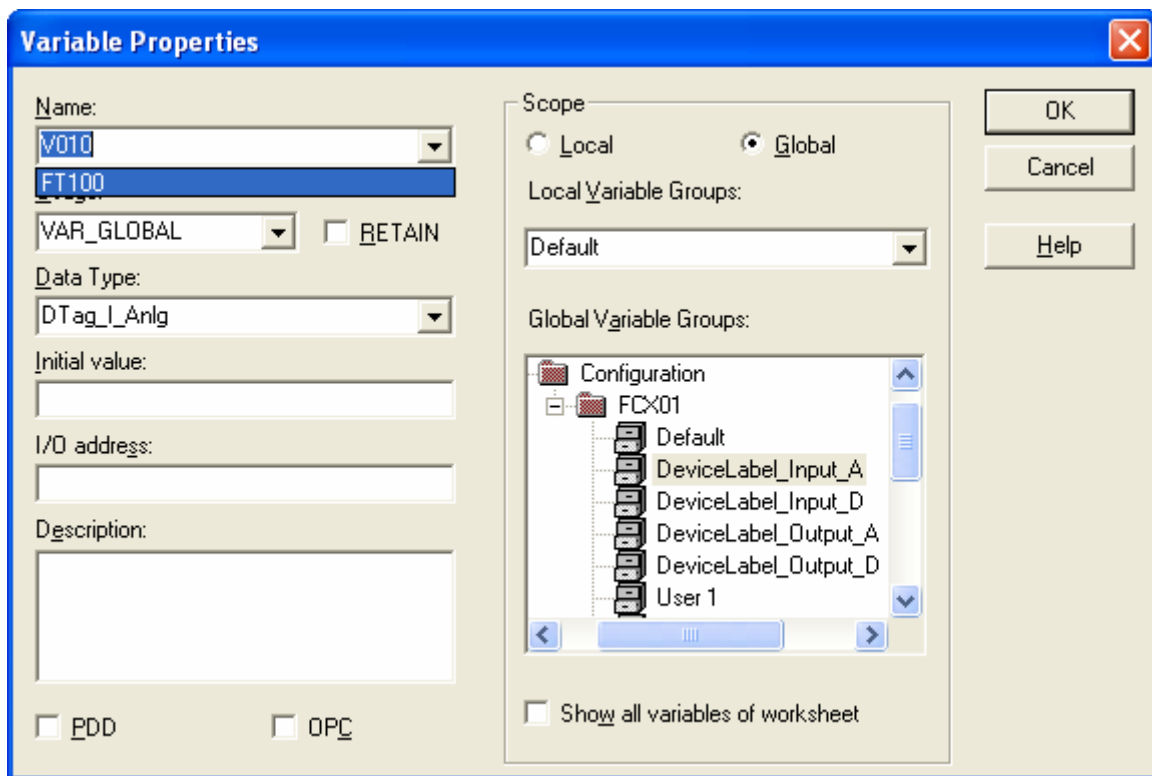 Variable Properties
Name:
V010
FT100
VAR_GLOBAL
RETAIN
Data Type:
DTag_I_Anlg
Initial value:
I/O address:
Description:
PDD
OPC
Scope
Local
Global
Local Variable Groups:
Default
Global Variable Groups:
Configuration
FCX01
Default
DeviceLabel_Input_A
DeviceLabel_Input_D
DeviceLabel_Output_A
DeviceLabel_Output_D
User 1
Show all variables of worksheet
OK
Cancel
Help